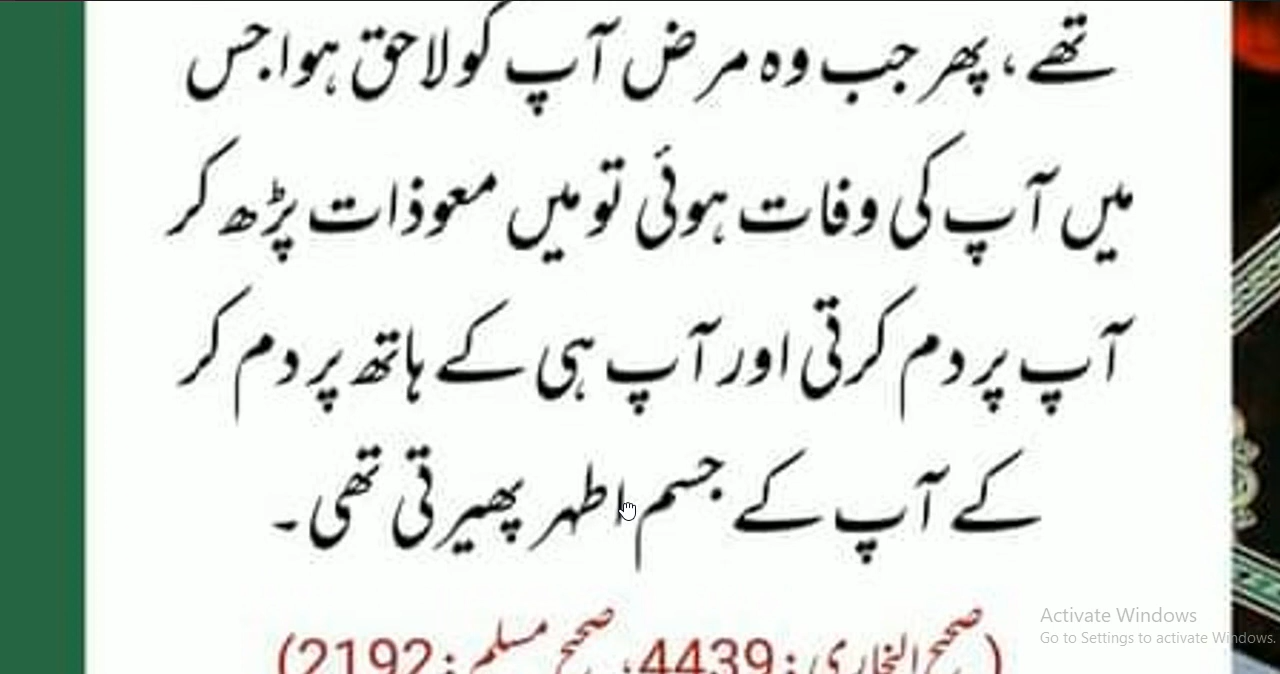 تھے، پھر جب وہ مرض آپ کو لاحق ہوا جس
میں آپ کی وفات ہوئی تو میں معوذات پڑھ کر
آپ پر دم کرتی اور آپ ہی کے ہاتھ پر دم کر
کے آپ کے جسم اطہر پھیرتی تھی۔
(صحیح البخاری: 4439، صحیح مسلم: 2192)
Activate Windows
Go to Settings to activate Windows.